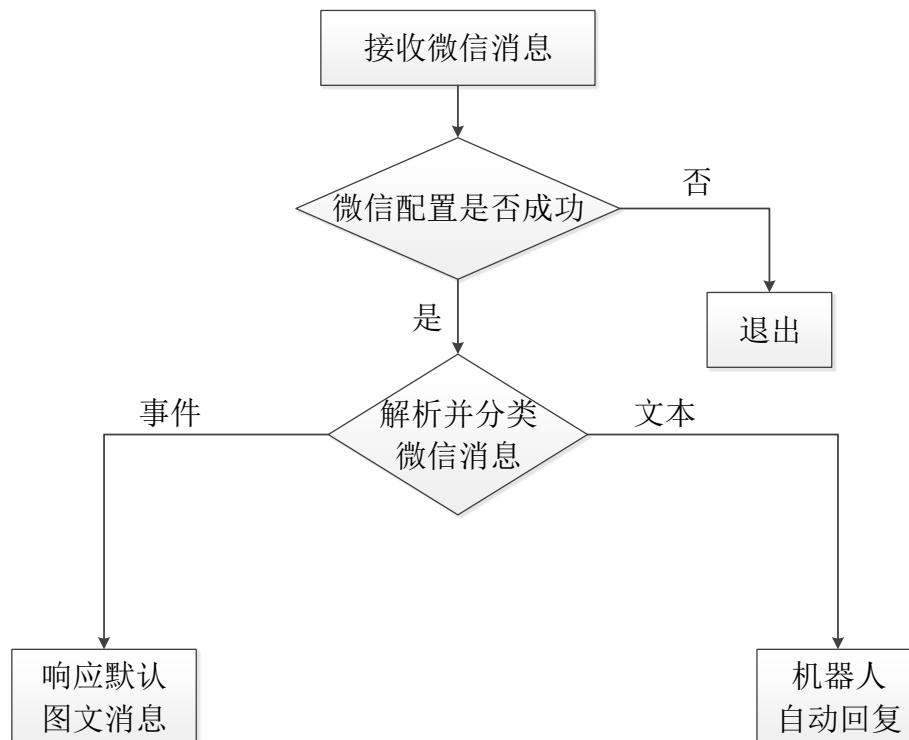 接收微信消息
微信配置是否成功
否
退出
是
事件
解析并分类
微信消息
文本
响应默认
图文消息
机器人
自动回复